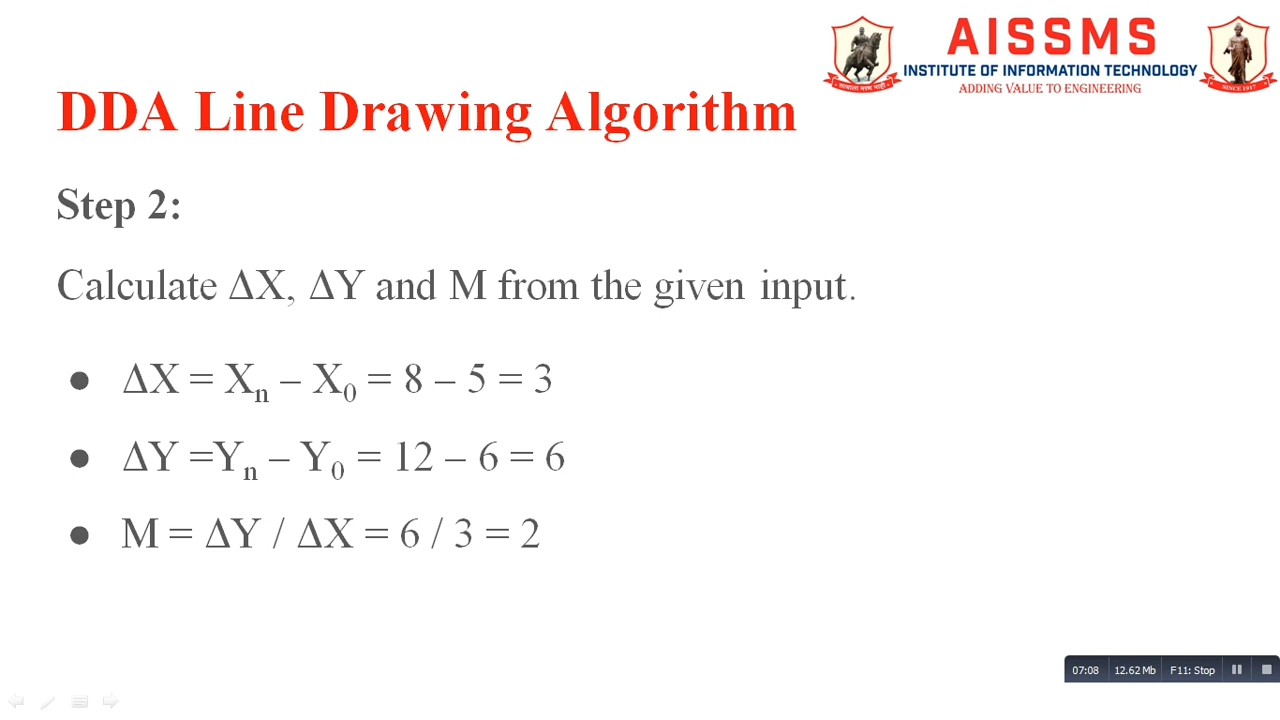 AISSMS
INSTITUTE OF INFORMATION TECHNOLOGY
ADDING VALUE TO ENGINEERING
SINCE 1917
DDA Line Drawing Algorithm
Step 2:
Calculate ΔX, ΔY and M from the given input.
● ΔX = Xn – X0 = 8 – 5 = 3
● ΔY =Yn – Y0 = 12 – 6 = 6
● M = ΔY / ΔX = 6 / 3 = 2
07:08 12.62 Mb F11: Stop